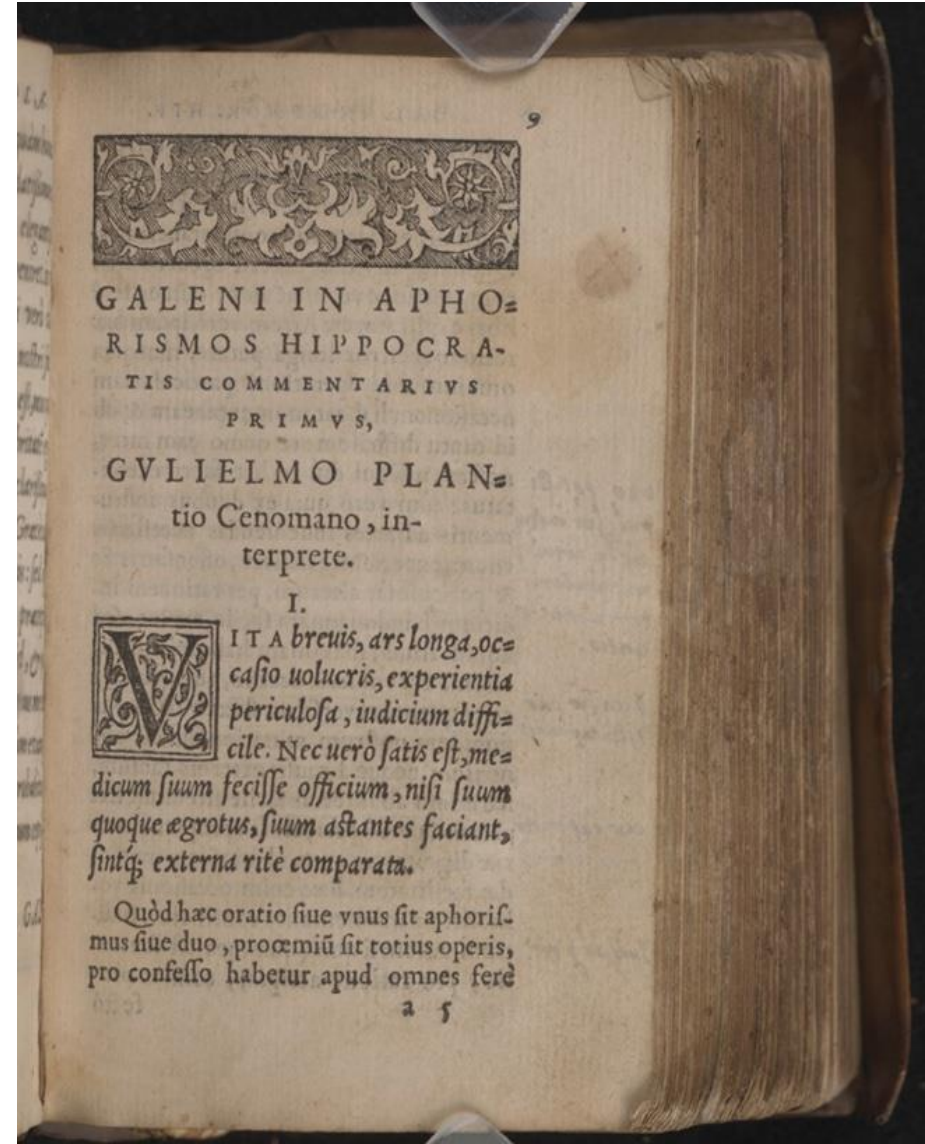 9
GALENI IN APHO=
RISMOS HIPPOCRA-
TIS COMMENTARIVS
PRIMVS,
GVLIELMO PLAN=
tio Cenomano, in-
terprete.
I.
VITA breuis, ars longa, oc=
caſio uolucris, experientia
periculoſa, iudicium diffi=
cile. Nec uerò ſatis eſt, me=
dicum ſuum feciſſe officium, niſi ſuum
quoque ægrotus, ſuum aſtantes faciant,
ſintq́; externa ritè comparata.
Quòd hæc oratio ſiue vnus ſit aphoriſ-
mus ſiue duo, procœmiũ ſit totius operis,
pro confeſſo habetur apud omnes ferè
a 5